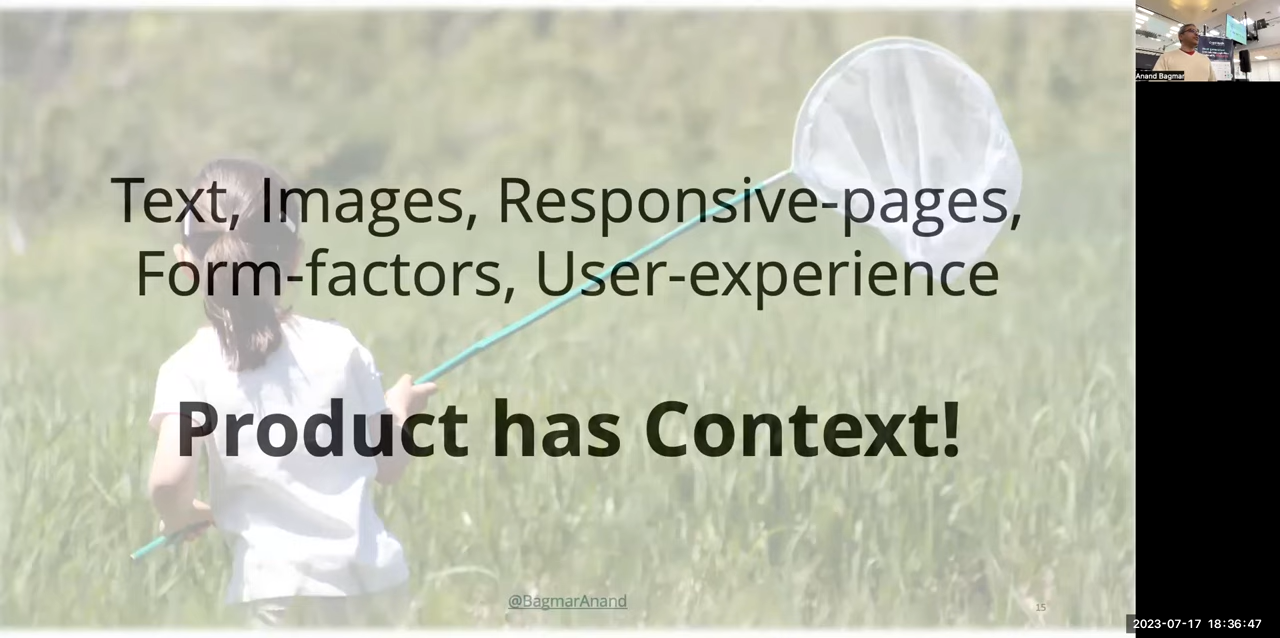 Text, Images, Responsive-pages,
Form-factors, User-experience
Product has Context!
@BagmarAnand
15
Anand Bagmar
2023-07-17 18:36:47